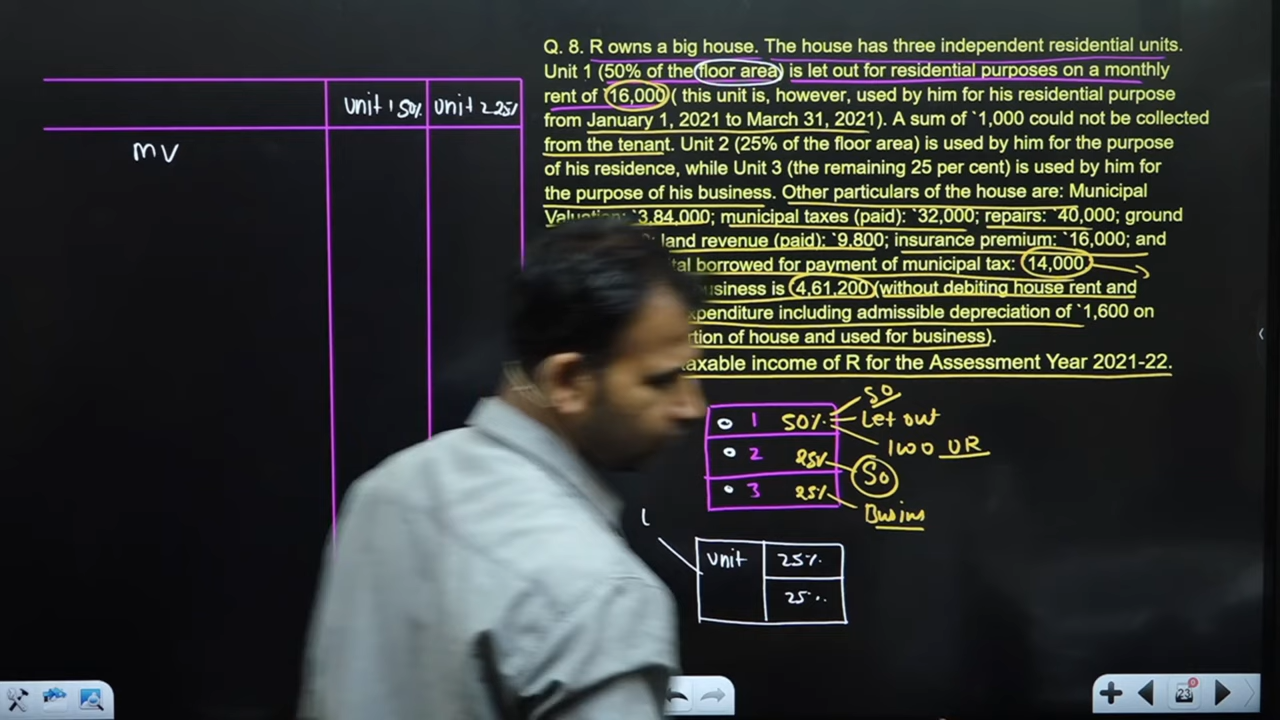 Q. 8. R owns a big house. The house has three independent residential units.
Unit 1 (50% of the floor area) is let out for residential purposes on a monthly
rent of `16,000 ( this unit is, however, used by him for his residential purpose
from January 1, 2021 to March 31, 2021). A sum of `1,000 could not be collected
from the tenant. Unit 2 (25% of the floor area) is used by him for the purpose
of his residence, while Unit 3 (the remaining 25 per cent) is used by him for
the purpose of his business. Other particulars of the house are: Municipal
Valuation: `3,84,000; municipal taxes (paid): `32,000; repairs: `40,000; ground
land revenue (paid): `9,800; insurance premium: `16,000; and
borrowed for payment of municipal tax: 14,000
is 4,61,200 (without debiting house rent and
including admissible depreciation of `1,600 on
of house and used for business).
income of R for the Assessment Year 2021-22.
unit 1 50% unit 2 25%
MV
1 50%
2 25%
3 25%
SO
Let out
1000 UR
SO
unit 25%
25%
23